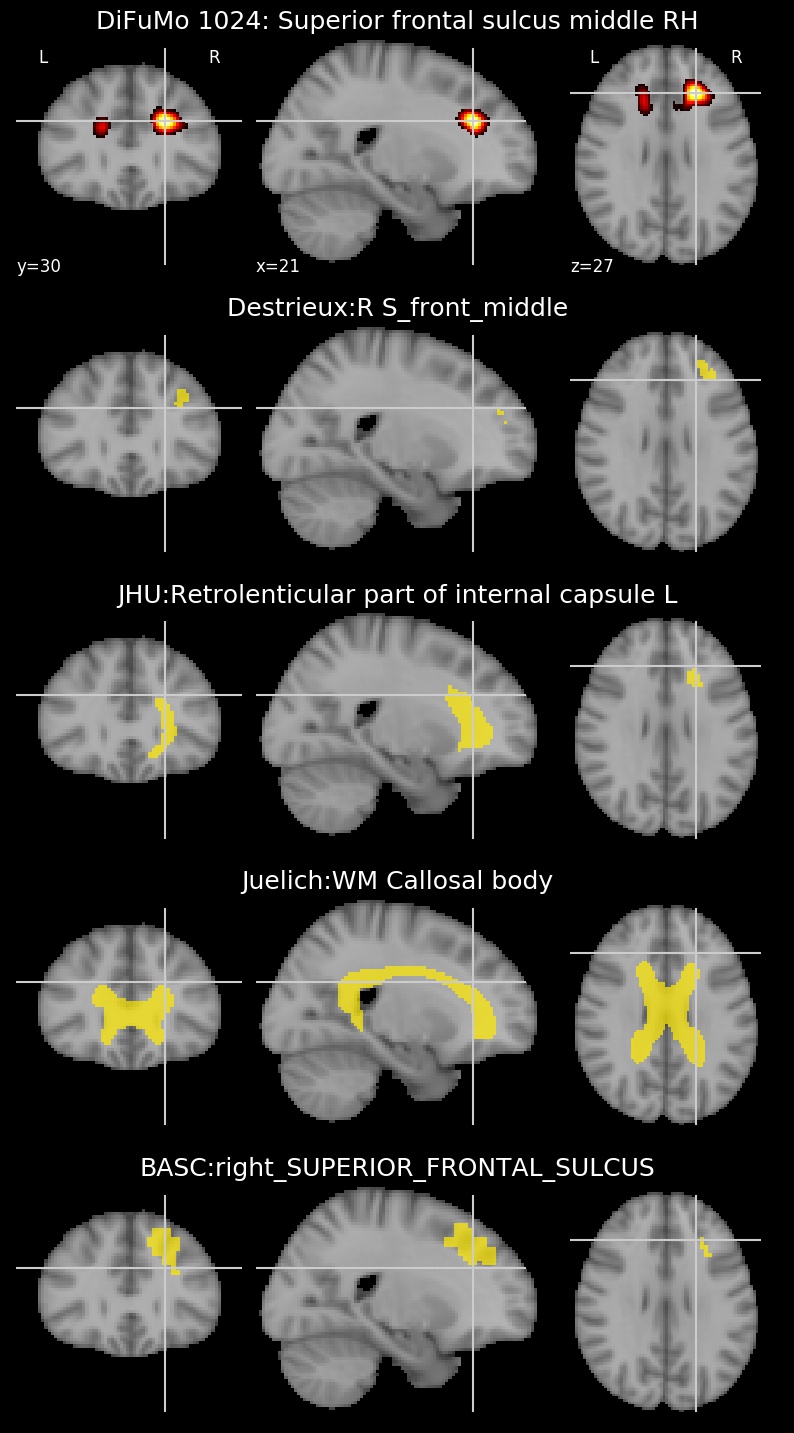 DiFuMo 1024: Superior frontal sulcus middle RH
L R L R
y=30 x=21 z=27
Destrieux:R S_front_middle
JHU:Retrolenticular part of internal capsule L
Juelich:WM Callosal body
BASC:right_SUPERIOR_FRONTAL_SULCUS